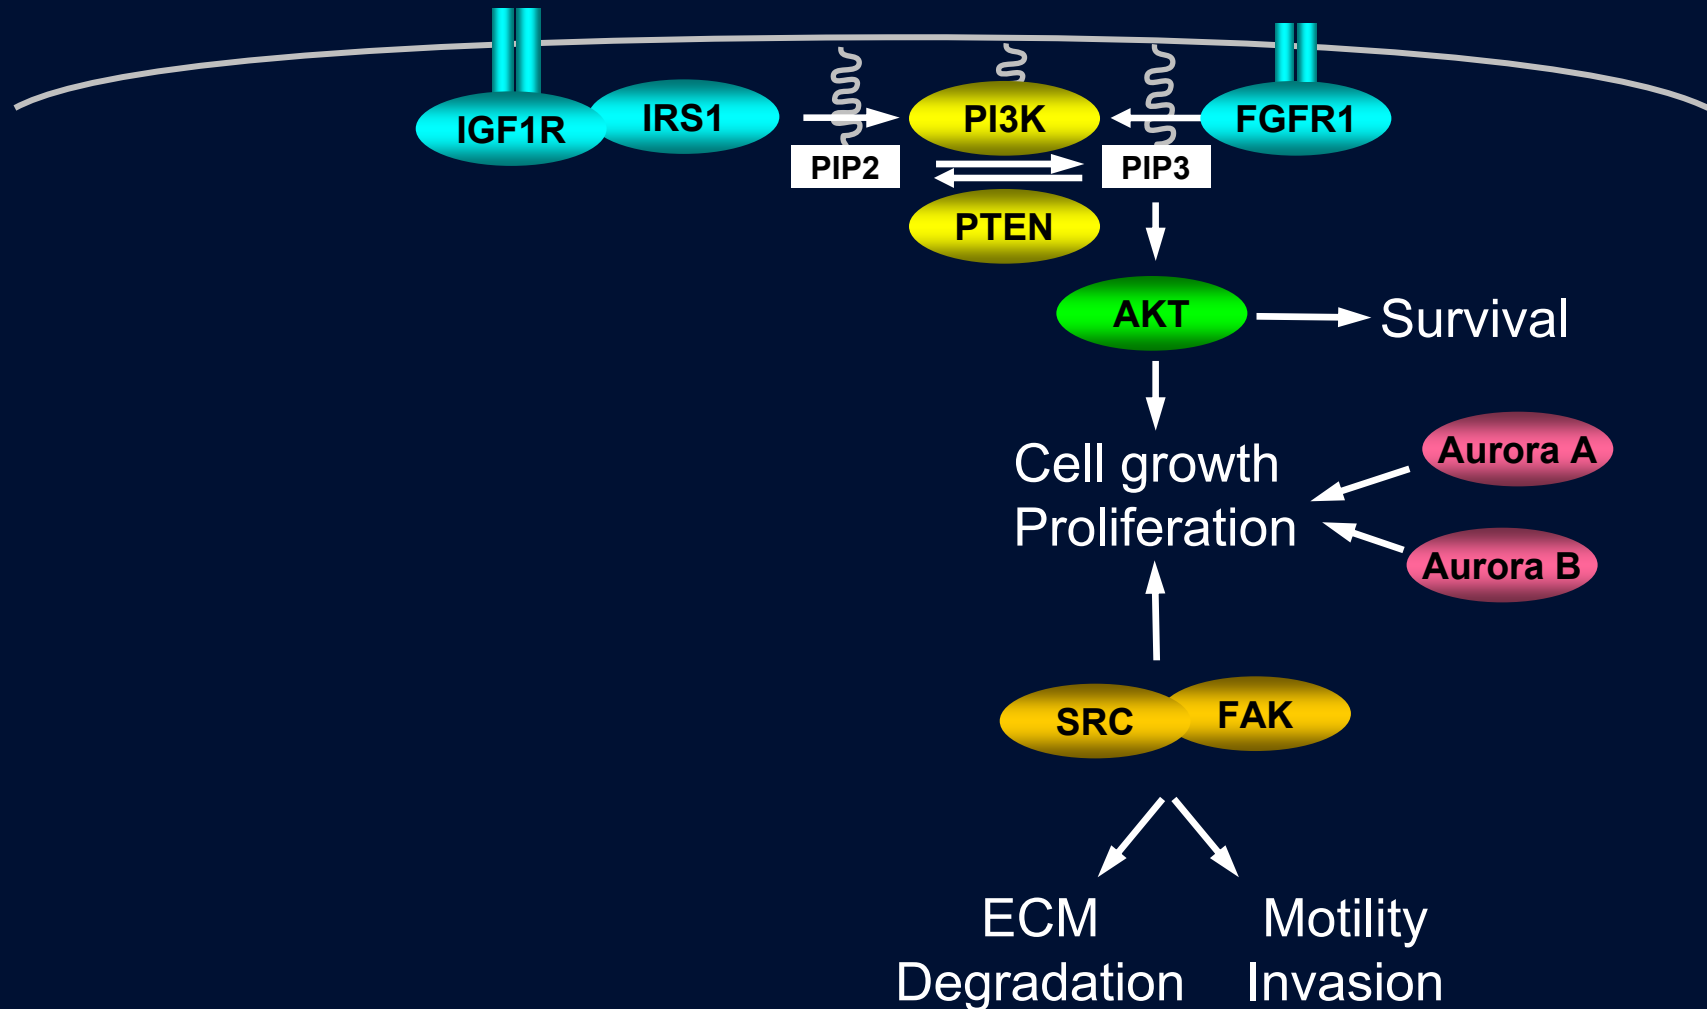 IGF1R
IRS1
PI3K
FGFR1
PIP2
PIP3
PTEN
AKT
Survival
Cell growth
Proliferation
Aurora A
Aurora B
SRC
FAK
ECM
Degradation
Motility
Invasion